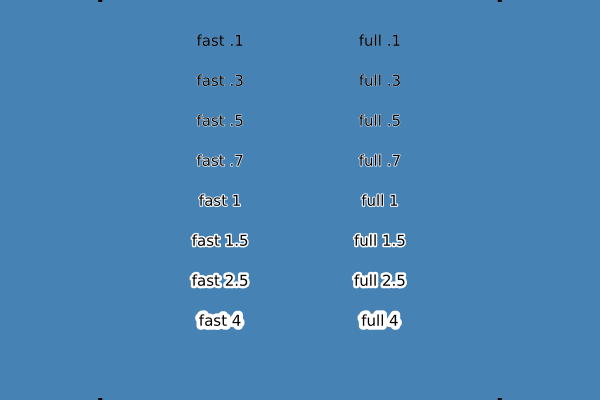 fast .1 full .1
fast .3 full .3
fast .5 full .5
fast .7 full .7
fast 1 full 1
fast 1.5 full 1.5
fast 2.5 full 2.5
fast 4 full 4